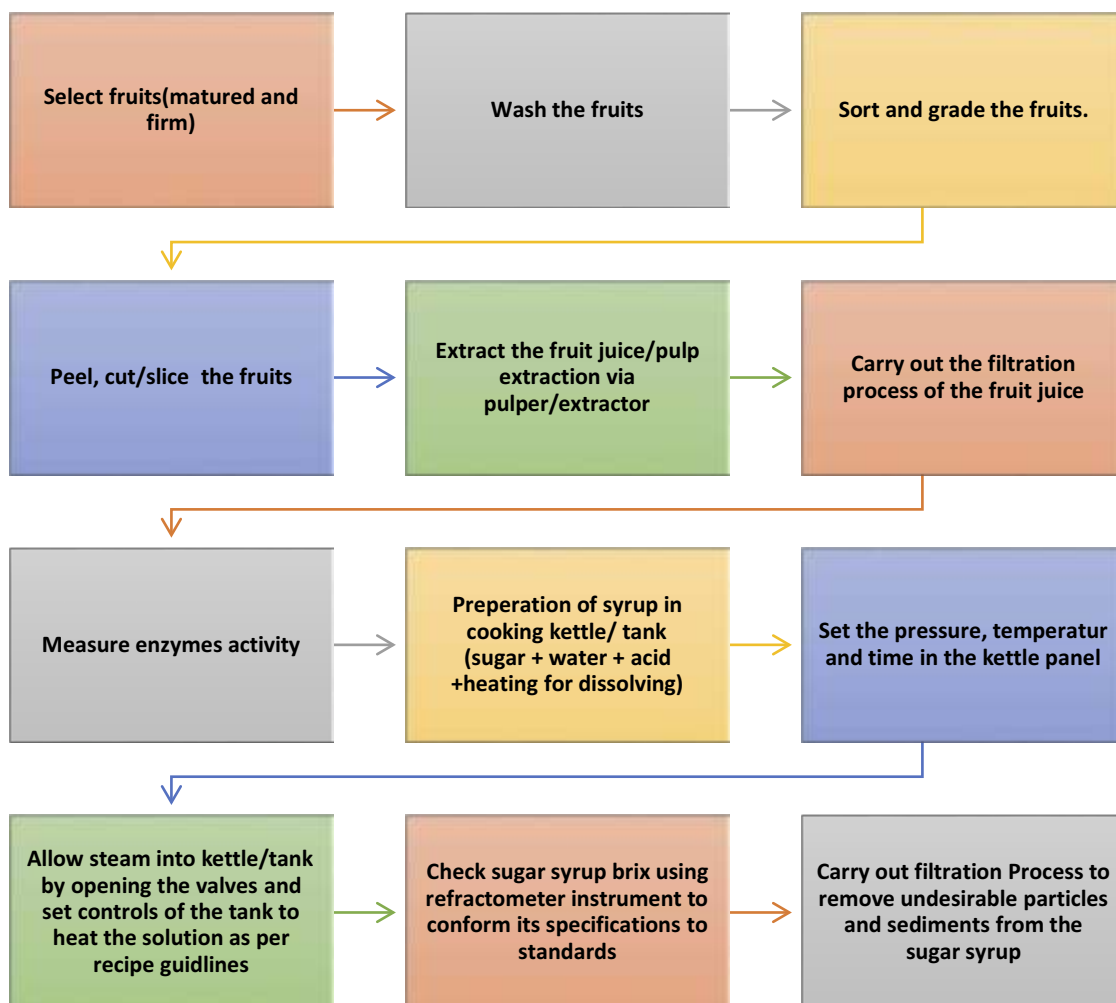 Select fruits(matured and
firm)
Wash the fruits
Sort and grade the fruits.
Peel, cut/slice the fruits
Extract the fruit juice/pulp
extraction via
pulper/extractor
Carry out the filtration
process of the fruit juice
Measure enzymes activity
Preperation of syrup in
cooking kettle/ tank
(sugar + water + acid
+heating for dissolving)
Set the pressure, temperatur
and time in the kettle panel
Allow steam into kettle/tank
by opening the valves and
set controls of the tank to
heat the solution as per
recipe guidlines
Check sugar syrup brix using
refractometer instrument to
conform its specifications to
standards
Carry out filtration Process to
remove undesirable particles
and sediments from the
sugar syrup